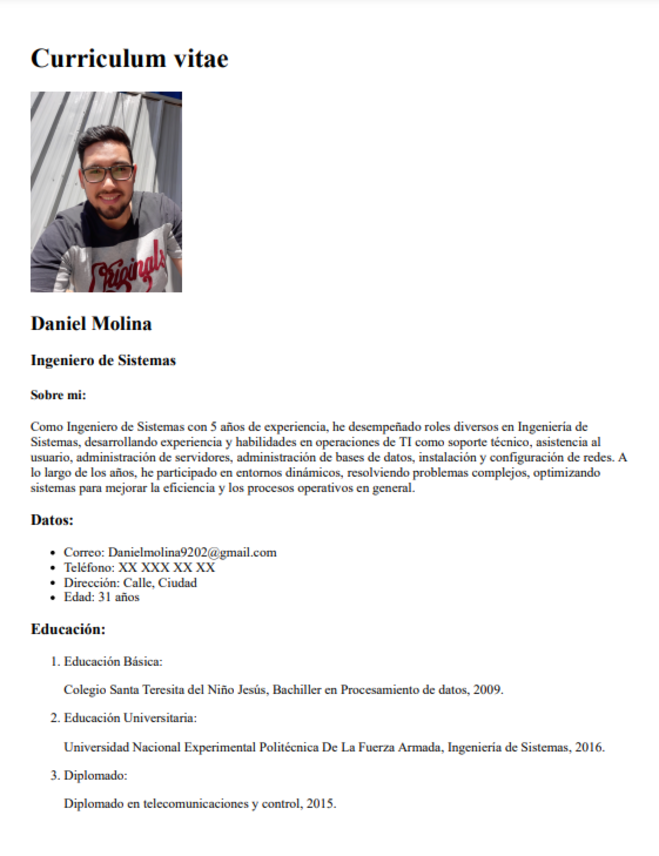 Curriculum vitae
Originals
Daniel Molina
Ingeniero de Sistemas
Sobre mi:
Como Ingeniero de Sistemas con 5 años de experiencia, he desempeñado roles diversos en Ingeniería de
Sistemas, desarrollando experiencia y habilidades en operaciones de TI como soporte técnico, asistencia al
usuario, administración de servidores, administración de bases de datos, instalación y configuración de redes. A
lo largo de los años, he participado en entornos dinámicos, resolviendo problemas complejos, optimizando
sistemas para mejorar la eficiencia y los procesos operativos en general.
Datos:
• Correo: Danielmolina9202@gmail.com
• Teléfono: XX XXX XX XX
• Dirección: Calle, Ciudad
• Edad: 31 años
Educación:
1. Educación Básica:
Colegio Santa Teresita del Niño Jesús, Bachiller en Procesamiento de datos, 2009.
2. Educación Universitaria:
Universidad Nacional Experimental Politécnica De La Fuerza Armada, Ingeniería de Sistemas, 2016.
3. Diplomado:
Diplomado en telecomunicaciones y control, 2015.